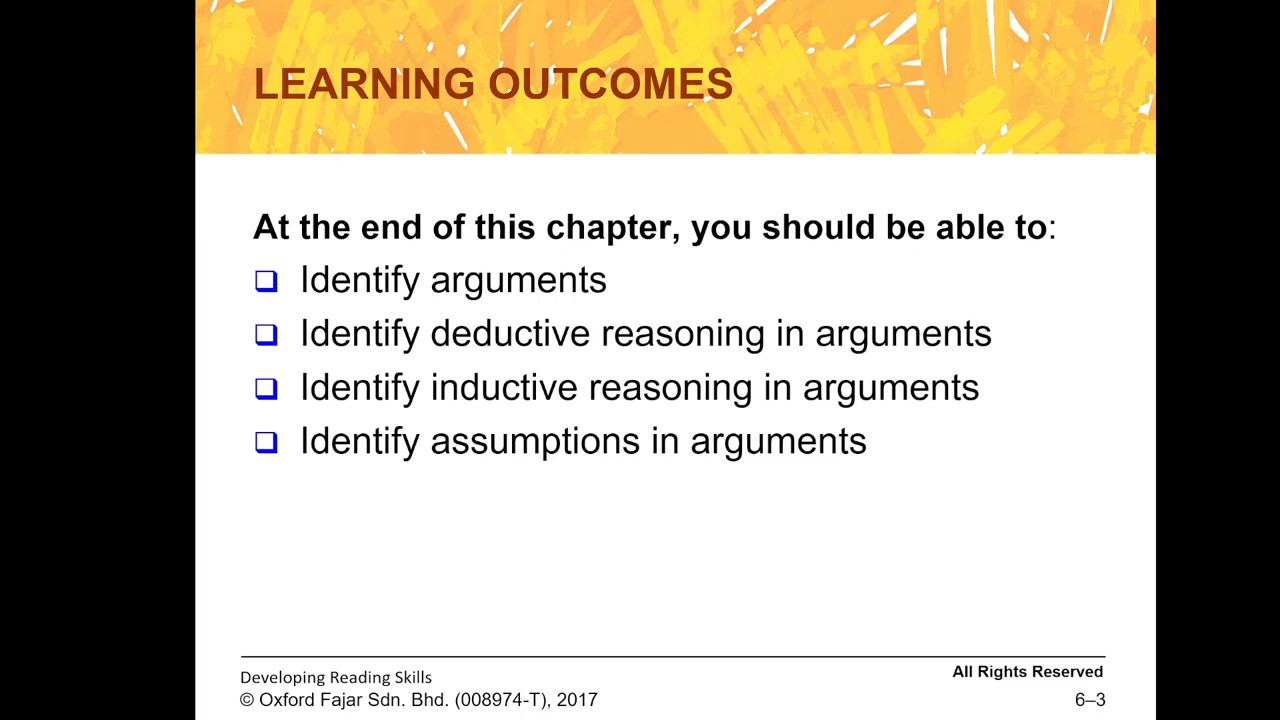 LEARNING OUTCOMES
At the end of this chapter, you should be able to:
❑ Identify arguments
❑ Identify deductive reasoning in arguments
❑ Identify inductive reasoning in arguments
❑ Identify assumptions in arguments
Developing Reading Skills
All Rights Reserved
© Oxford Fajar Sdn. Bhd. (008974-T), 2017
6–3